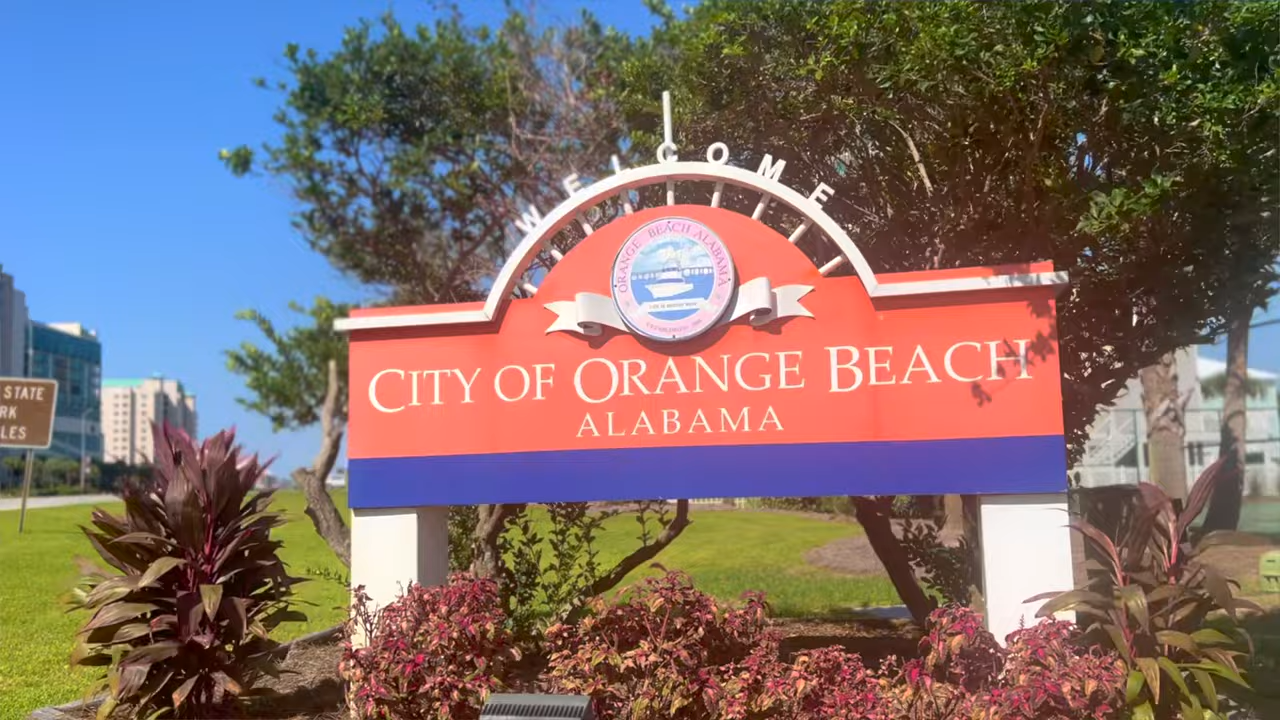 WELCOME
ORANGE BEACH ALABAMA
CITY OF ORANGE BEACH
ALABAMA
STATE
RK
LES